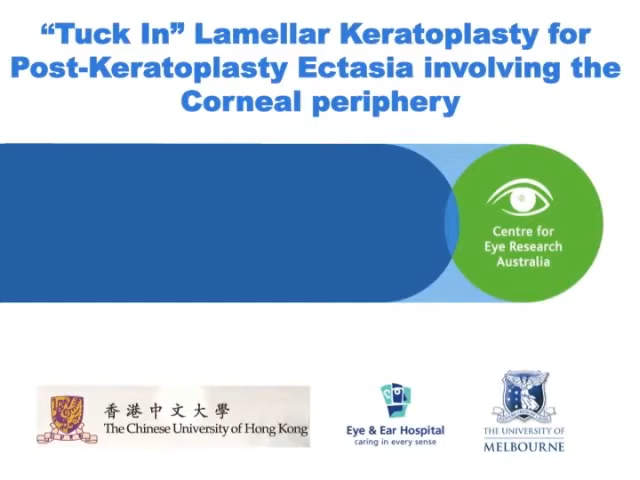 “Tuck In” Lamellar Keratoplasty for
Post-Keratoplasty Ectasia involving the
Corneal periphery
Centre for
Eye Research
Australia
香港中文大學
The Chinese University of Hong Kong
Eye & Ear Hospital
caring in every sense
THE UNIVERSITY OF
MELBOURNE